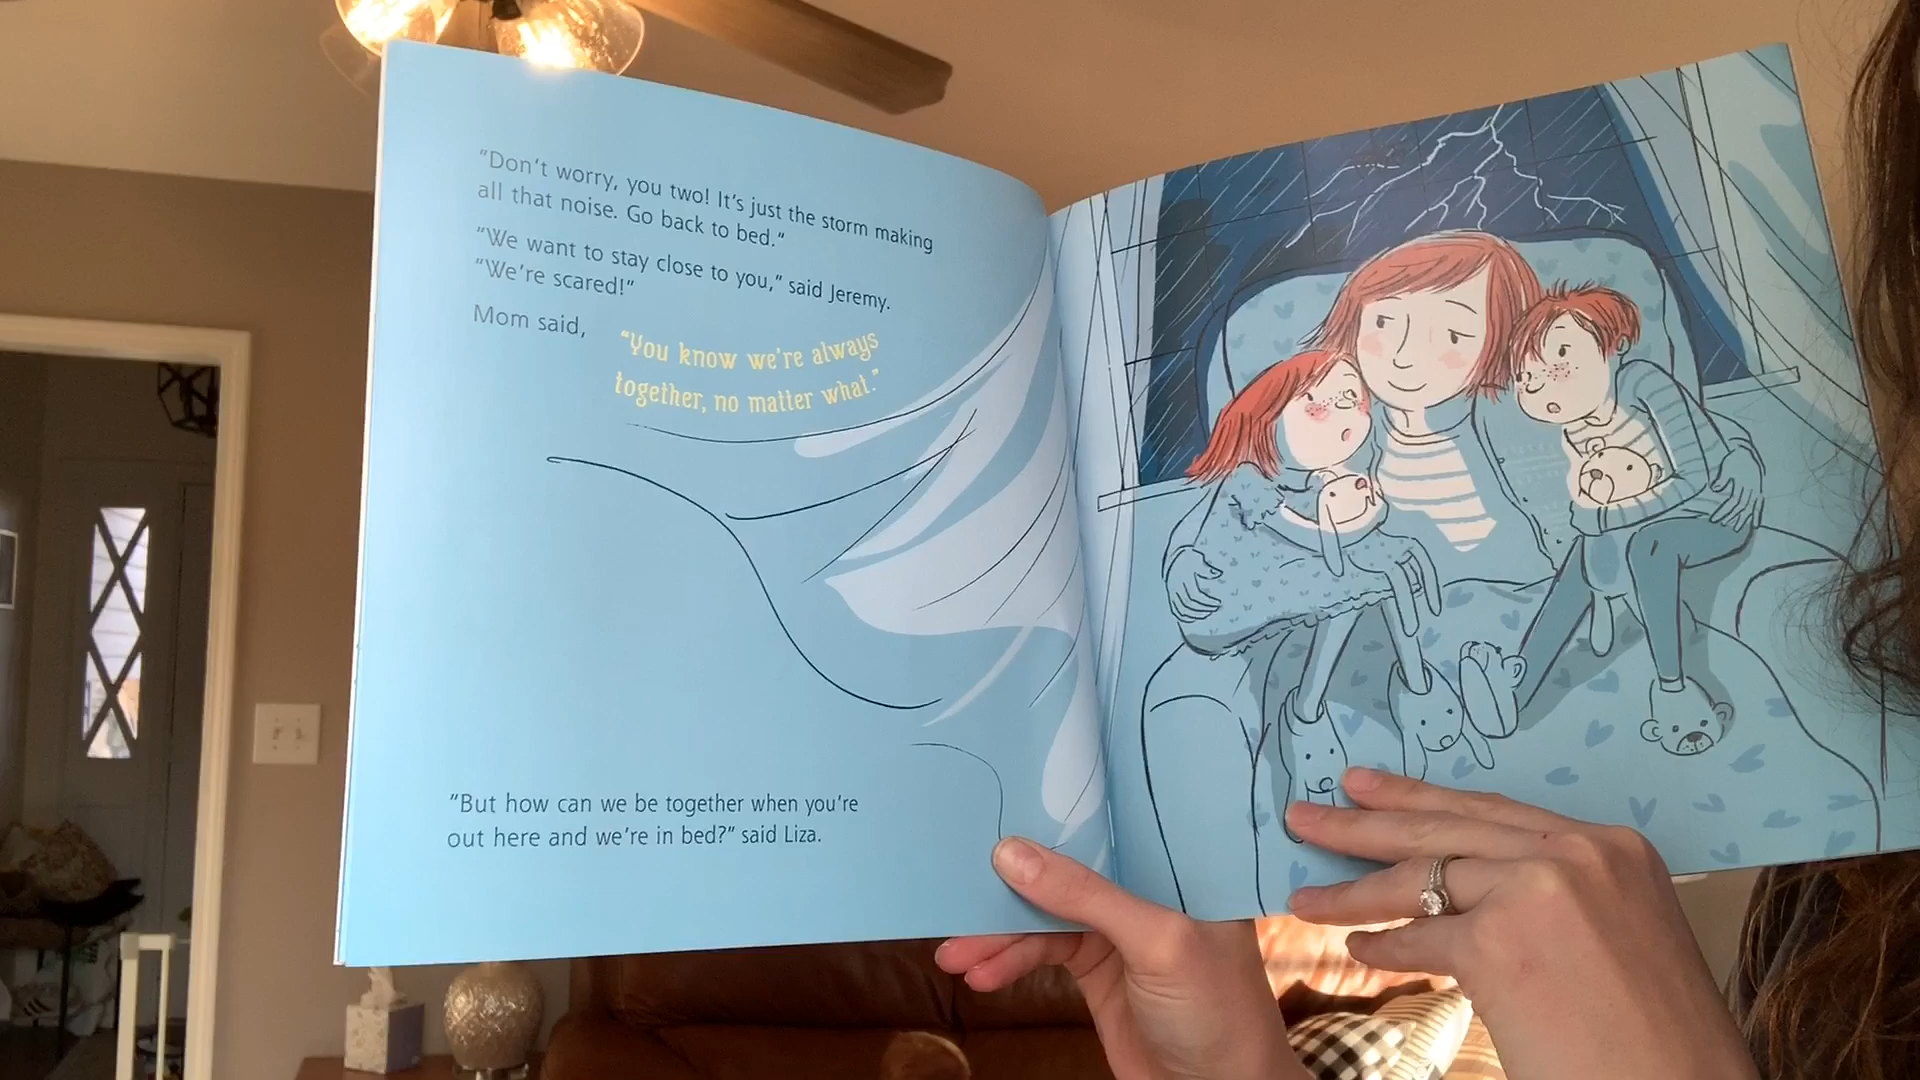 "Don't worry, you two! It's just the storm making
all that noise. Go back to bed."
"We want to stay close to you," said Jeremy.
"We're scared!"
Mom said,
"You know we're always
together, no matter what."
"But how can we be together when you're
out here and we're in bed?" said Liza.